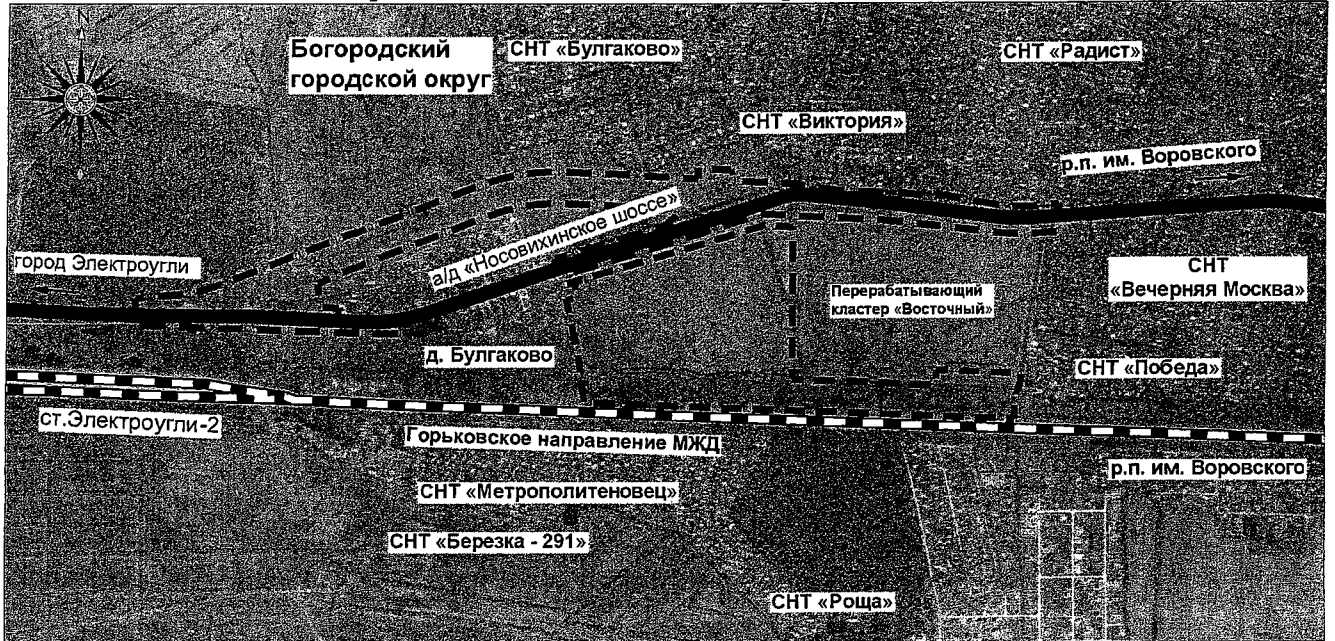 N
Богородский
городской округ
СНТ «Булгаково»
СНТ «Радист»
СНТ «Виктория»
р.п. им. Воровского
а/д «Носовихинское шоссе»
город Электроугли
СНТ
«Вечерняя Москва»
Перерабатывающий
кластер «Восточный»
д. Булгаково
СНТ «Победа»
ст.Электроугли-2
Горьковское направление МЖД
р.п. им. Воровского
СНТ «Метрополитеновец»
СНТ «Березка - 291»
СНТ «Роща»